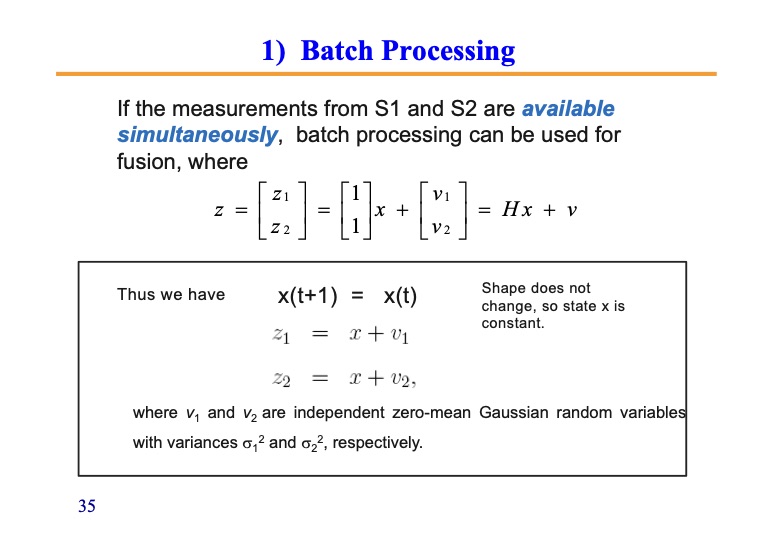 1) Batch Processing
If the measurements from S1 and S2 are available
simultaneously, batch processing can be used for
fusion, where
z = [z₁ z₂] = [1 1] x + [v₁ v₂] = Hx + v
Thus we have
x(t+1) = x(t)
z₁ = x + v₁
z₂ = x + v₂,
Shape does not
change, so state x is
constant.
where v₁ and v₂ are independent zero-mean Gaussian random variables
with variances σ₁² and σ₂², respectively.
35